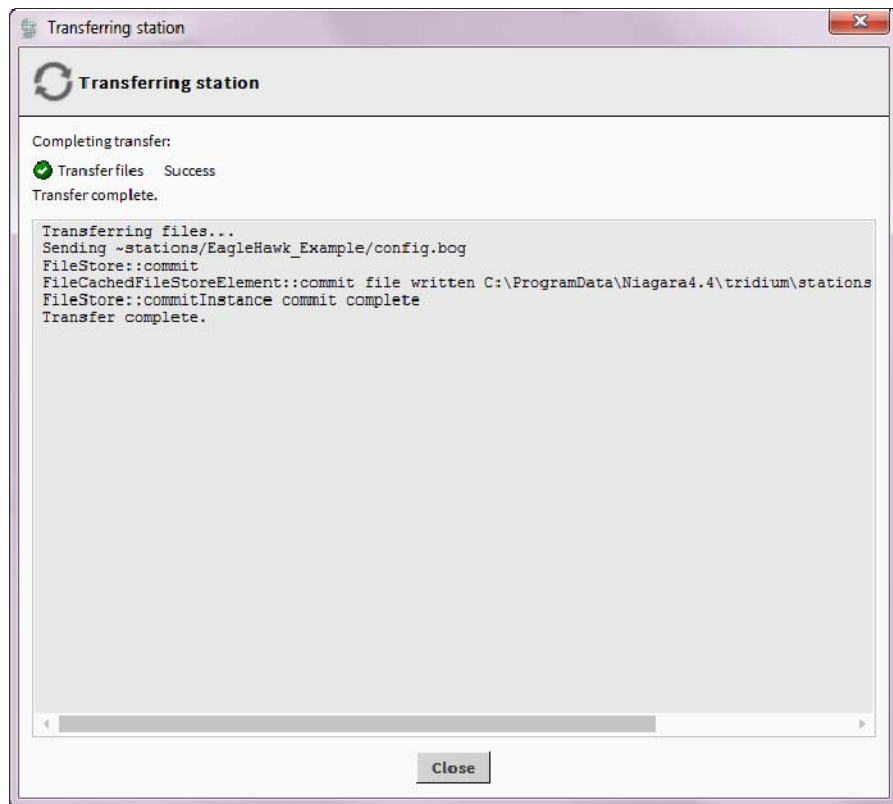 Transferring station
Transferring station
Completing transfer:
Transfer files Success
Transfer complete.
Transferring files...
Sending ~stations/EagleHawk_Example/config.bog
FileStore::commit
FileCachedFileStoreElement::commit file written C:\ProgramData\Niagara4.4\tridium\stations
FileStore::commitInstance commit complete
Transfer complete.
Close